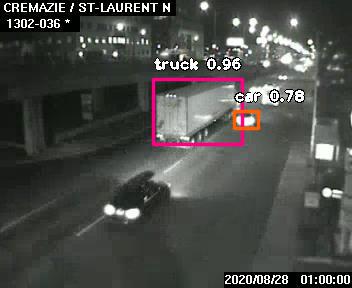 CREMAZIE / ST-LAURENT N
1302-036 *
truck 0.96
car 0.78
2020/08/28 01:00:00